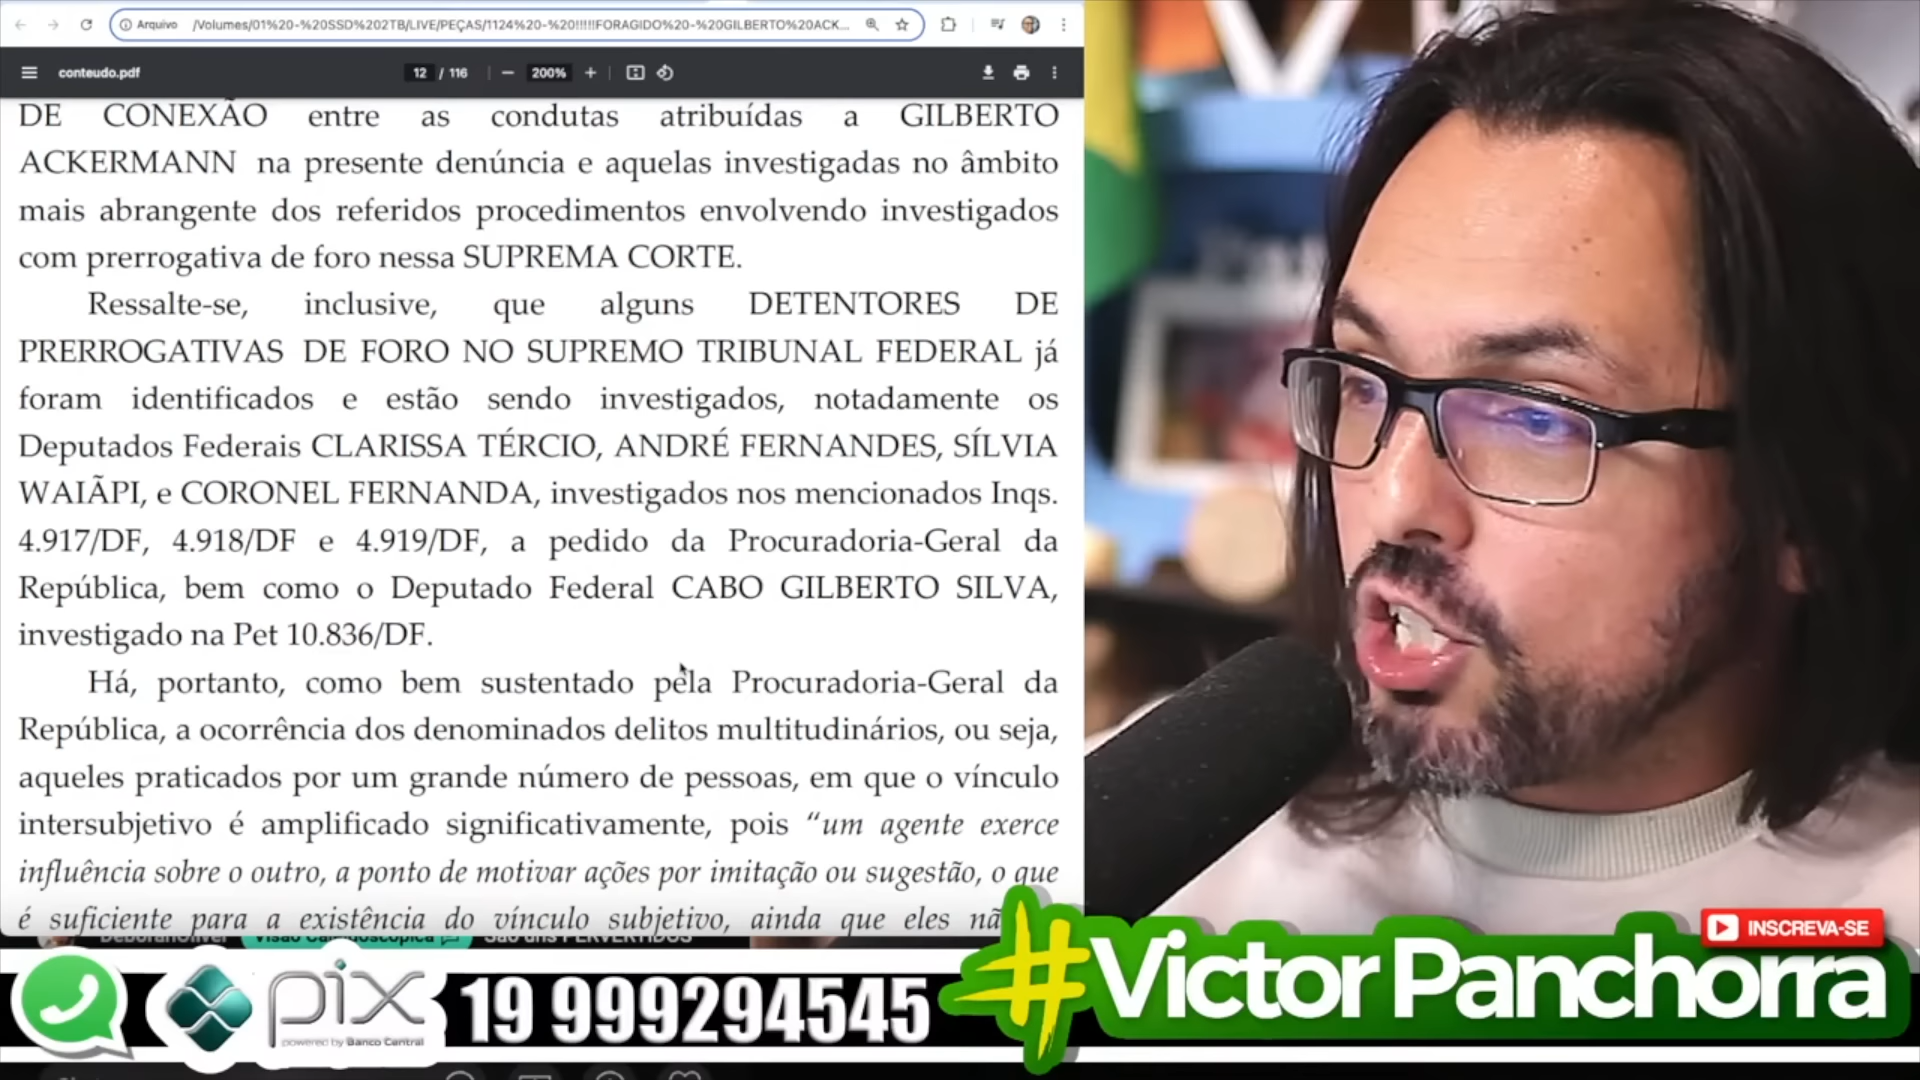 Arquivo /Volumes/01%20-%20SSD%202TB/LIVE/PEÇAS/1124%20-%20!!!!!FORAGIDO%20-%20GILBERTO%20ACK...
conteudo.pdf 12 / 116 200%
DE CONEXÃO entre as condutas atribuídas a GILBERTO
ACKERMANN na presente denúncia e aquelas investigadas no âmbito
mais abrangente dos referidos procedimentos envolvendo investigados
com prerrogativa de foro nessa SUPREMA CORTE.
Ressalte-se, inclusive, que alguns DETENTORES DE
PRERROGATIVAS DE FORO NO SUPREMO TRIBUNAL FEDERAL já
foram identificados e estão sendo investigados, notadamente os
Deputados Federais CLARISSA TÉRCIO, ANDRÉ FERNANDES, SÍLVIA
WAIÃPI, e CORONEL FERNANDA, investigados nos mencionados Inqs.
4.917/DF, 4.918/DF e 4.919/DF, a pedido da Procuradoria-Geral da
República, bem como o Deputado Federal CABO GILBERTO SILVA,
investigado na Pet 10.836/DF.
Há, portanto, como bem sustentado pela Procuradoria-Geral da
República, a ocorrência dos denominados delitos multitudinários, ou seja,
aqueles praticados por um grande número de pessoas, em que o vínculo
intersubjetivo é amplificado significativamente, pois “um agente exerce
influência sobre o outro, a ponto de motivar ações por imitação ou sugestão, o que
é suficiente para a existência do vínculo subjetivo, ainda que eles
INSCREVA-SE
pix
powered by Banco Central
19 999294545
#Victor Panchorra